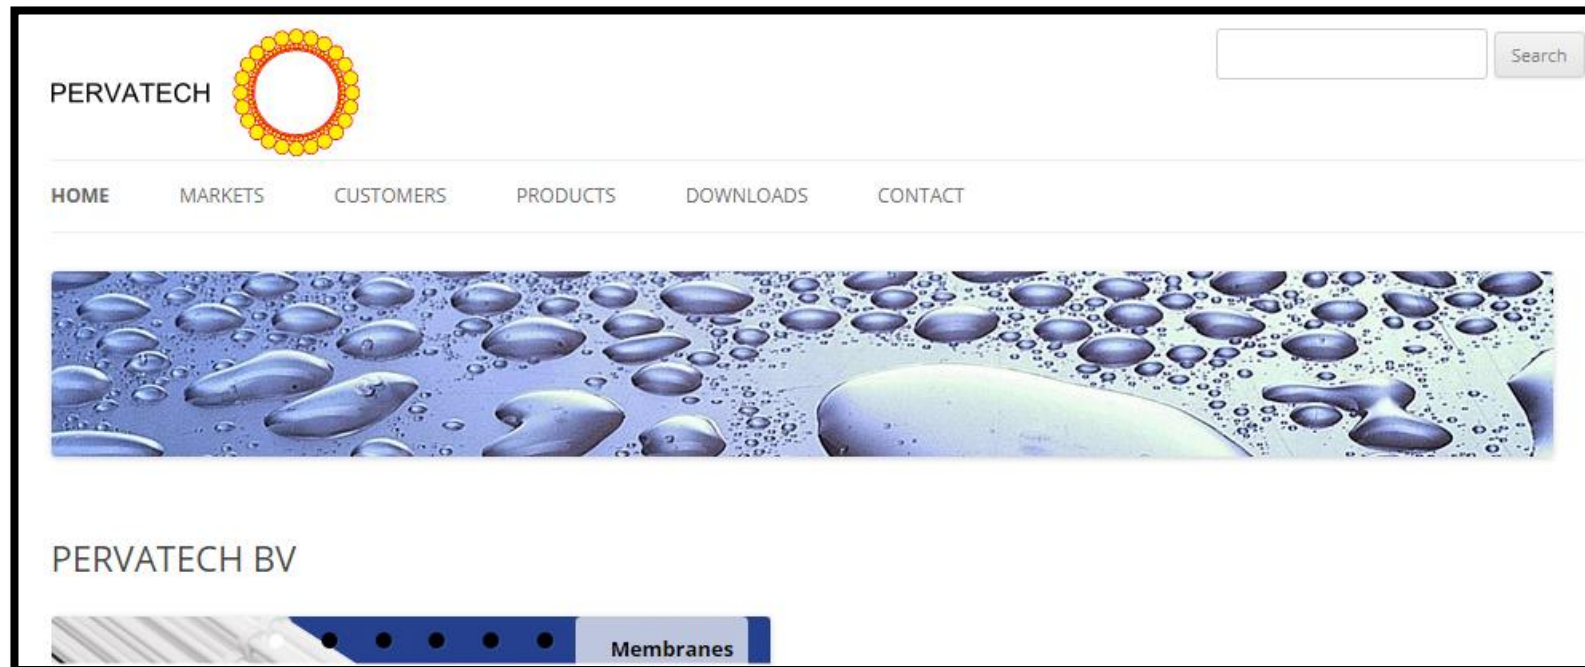 PERVATECH
Search
HOME MARKETS CUSTOMERS PRODUCTS DOWNLOADS CONTACT
PERVATECH BV
Membranes